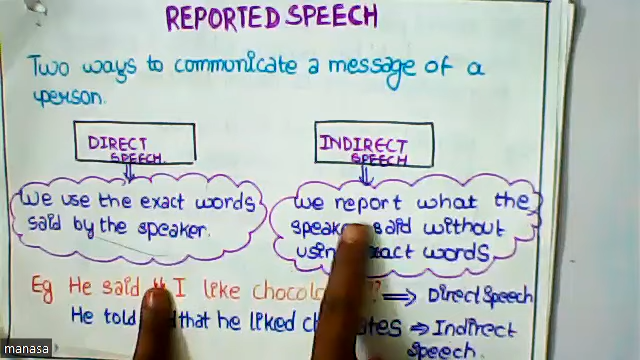 REPORTED SPEECH
Two ways to communicate a message of a
person.
DIRECT
SPEECH
INDIRECT
SPEECH
We use the exact words
said by the speaker.
We report what the
speaker said without
using exact words.
Eg He said "I like ⇒ Direct Speech
He told that he liked ⇒ Indirect
Speech
manasa